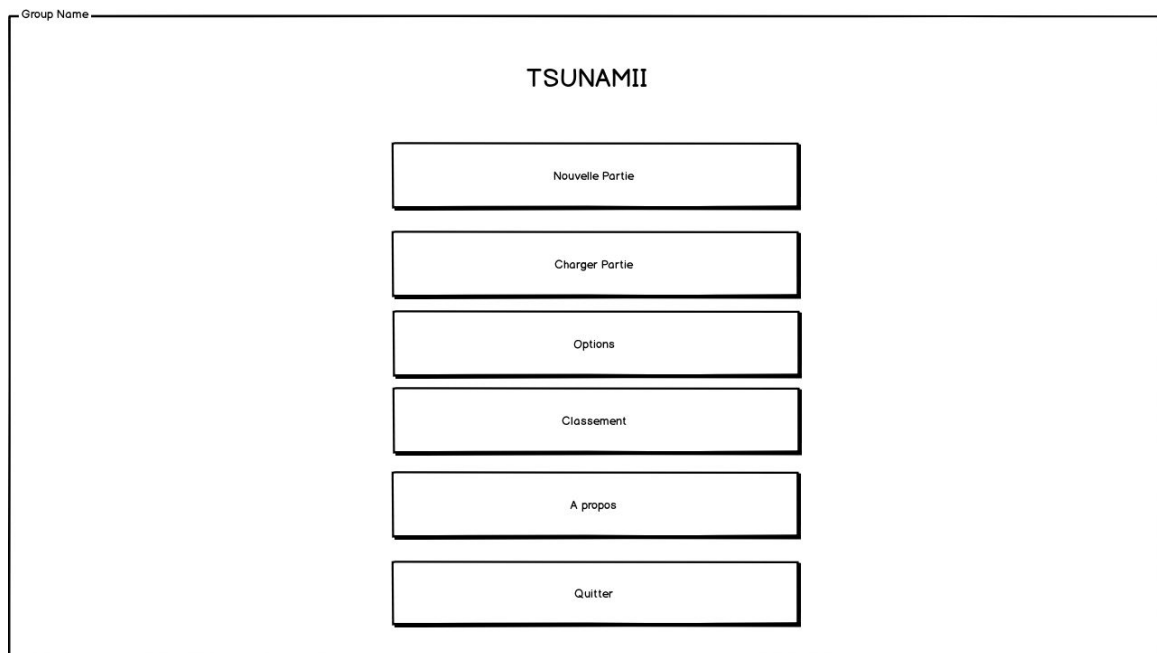 Group Name
TSUNAMII
Nouvelle Partie
Charger Partie
Options
Classement
A propos
Quitter